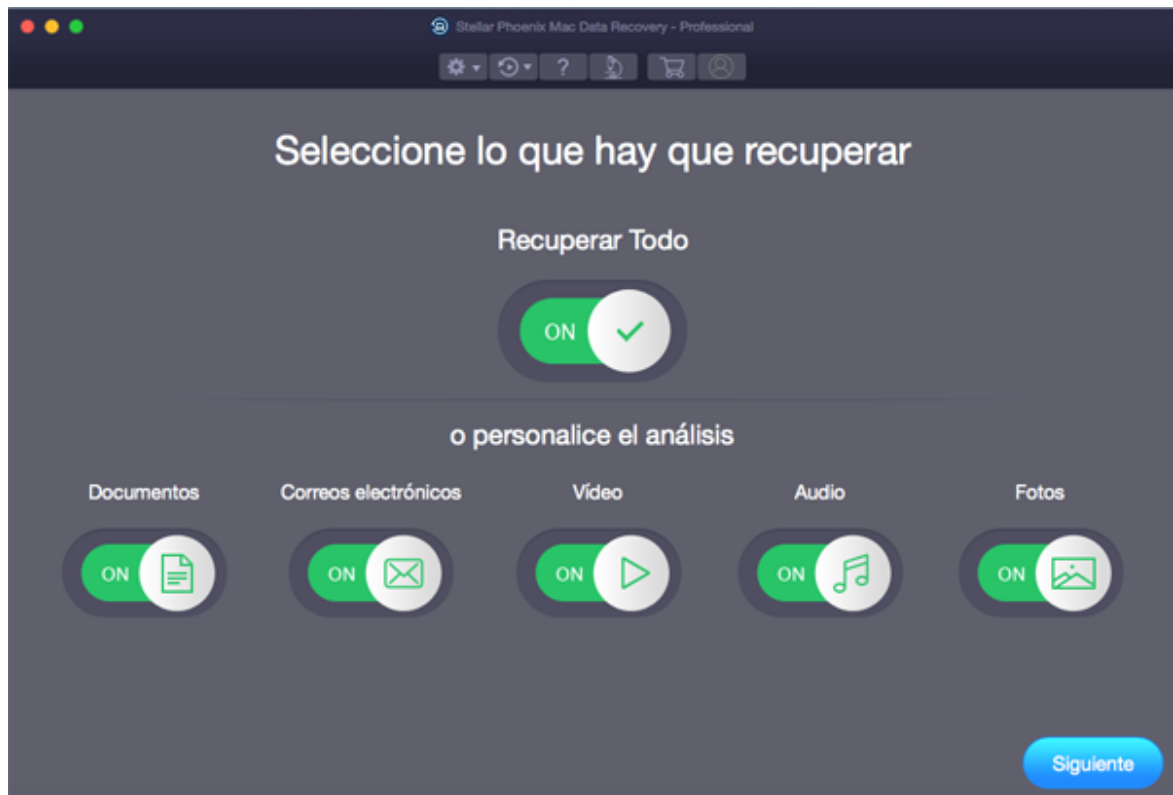 Stellar Phoenix Mac Data Recovery - Professional
?
Seleccione lo que hay que recuperar
Recuperar Todo
ON
o personalice el análisis
Documentos Correos electrónicos Vídeo Audio Fotos
ON ON ON ON ON
Siguiente